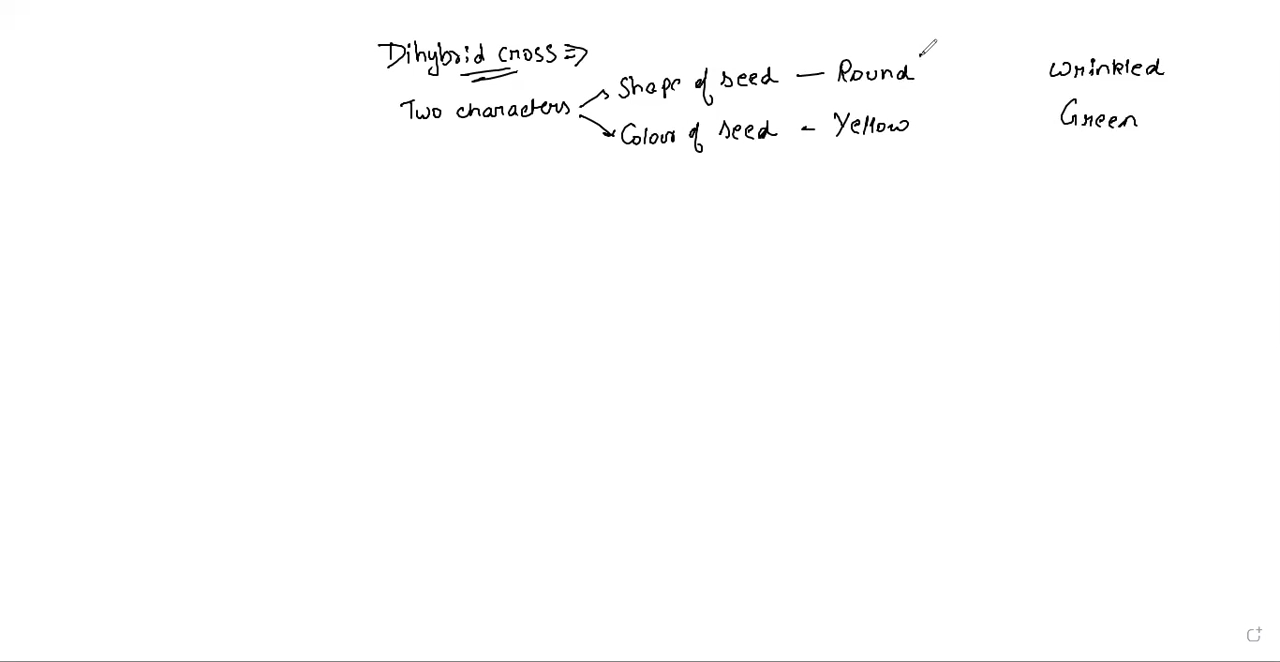 Dihybrid cross ⇒
Two characters
Shape of seed — Round Wrinkled
Colour of seed - Yellow Green